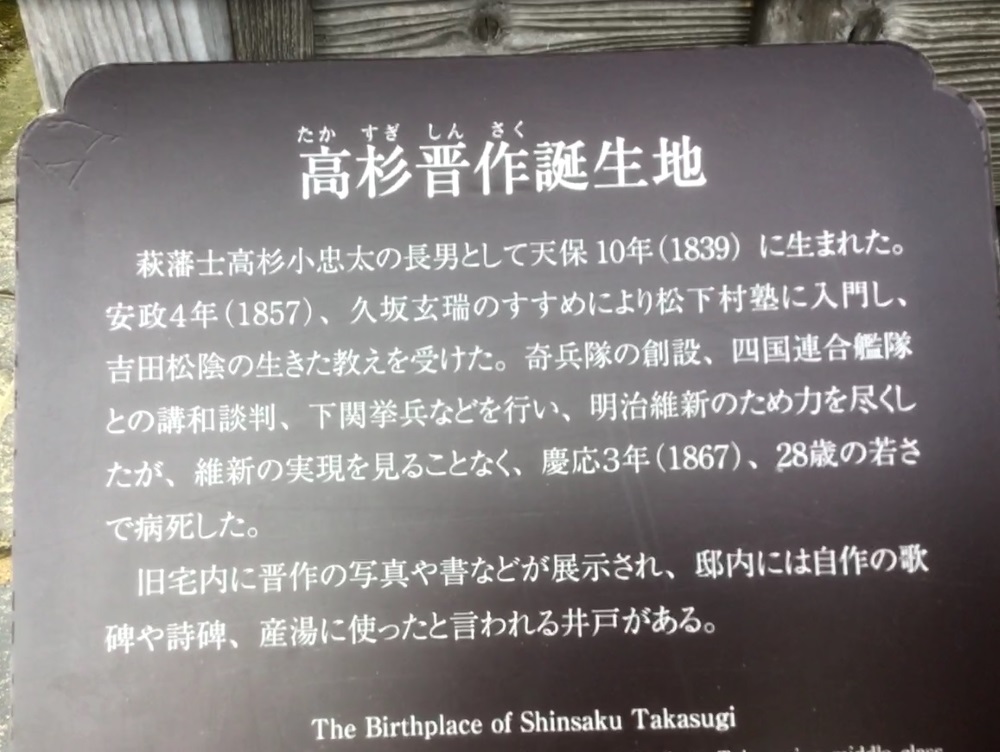 たか すぎ しん さく
高杉晋作誕生地
萩藩士高杉小忠太の長男として天保10年(1839)に生まれた。
安政4年(1857)、久坂玄瑞のすすめにより松下村塾に入門し、
吉田松陰の生きた教えを受けた。奇兵隊の創設、四国連合艦隊
との講和談判、下関挙兵などを行い、明治維新のため力を尽くし
たが、維新の実現を見ることなく、慶応3年(1867)、28歳の若さ
で病死した。
旧宅内に晋作の写真や書などが展示され、邸内には自作の歌
碑や詩碑、産湯に使ったと言われる井戸がある。
The Birthplace of Shinsaku Takasugi
middle class